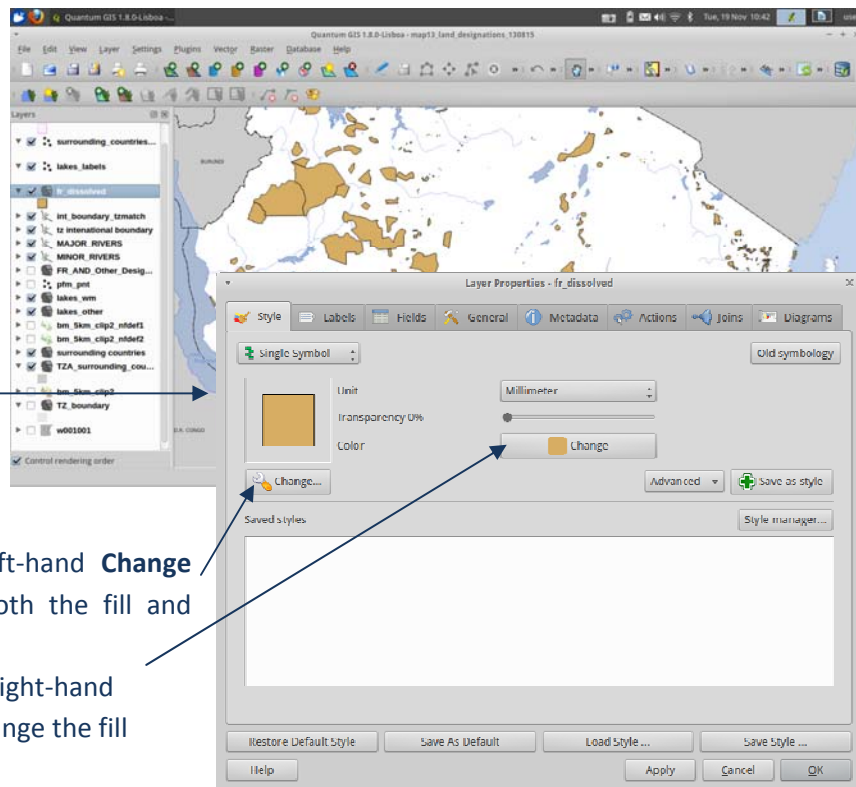 Quantum GIS 1.8.0-Lisboa -...
Tue, 19 Nov 10:42
use
Quantum GIS 1.8.0-Lisboa - map13_land_designations_130815
File Edit View Layer Settings Plugins Vector Raster Database Help
Layers
surrounding_countries...
lakes_labels
fr_dissolved
int_boundary_tzmatch
tz intenational boundary
MAJOR_RIVERS
MINOR_RIVERS
FR_AND_Other_Desig...
pfm_pnt
lakes_wm
lakes_other
bm_5km_clip2_nfdef1
bm_5km_clip2_nfdef2
surrounding countries
TZA_surrounding_cou...
bm_5km_clip2
TZ_boundary
w001001
Control rendering order
BURUNDI
D.R. CONGO
Layer Properties - fr_dissolved
Style Labels Fields General Metadata Actions Joins Diagrams
Single Symbol
Old symbology
Unit Millimeter
Transparency 0%
Color Change
Change...
Advanced Save as style
Saved styles
Style manager...
Restore Default Style Save As Default Load Style ... Save Style ...
Help Apply Cancel OK
ft-hand Change
oth the fill and
ight-hand
nge the fill